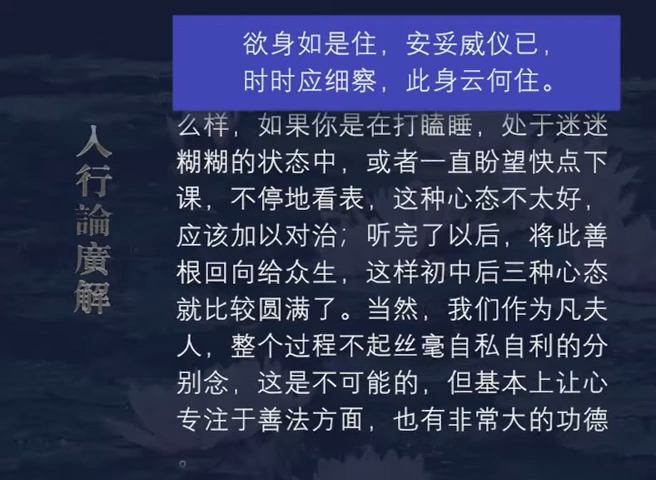 欲身如是住，安妥威仪已，
时时应细察，此身云何住。
么样，如果你是在打瞌睡，处于迷迷
糊糊的状态中，或者一直盼望快点下
课，不停地看表，这种心态不太好，
应该加以对治；听完了以后，将此善
根回向给众生，这样初中后三种心态
就比较圆满了。当然，我们作为凡夫
人，整个过程不起丝毫自私自利的分
别念，这是不可能的，但基本上让心
专注于善法方面，也有非常大的功德
。
入行論廣解